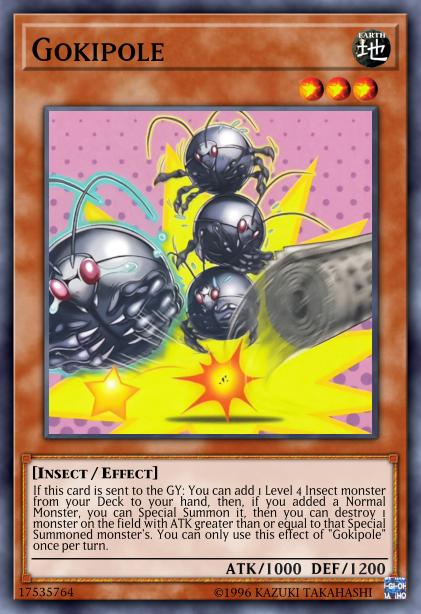 GOKIPOLE
EARTH
地
[INSECT / EFFECT]
If this card is sent to the GY: You can add 1 Level 4 Insect monster
from your Deck to your hand, then, if you added a Normal
Monster, you can Special Summon it, then you can destroy 1
monster on the field with ATK greater than or equal to that Special
Summoned monster's. You can only use this effect of "Gokipole"
once per turn.
ATK/1000 DEF/1200
17535764
©1996 KAZUKI TAKAHASHI